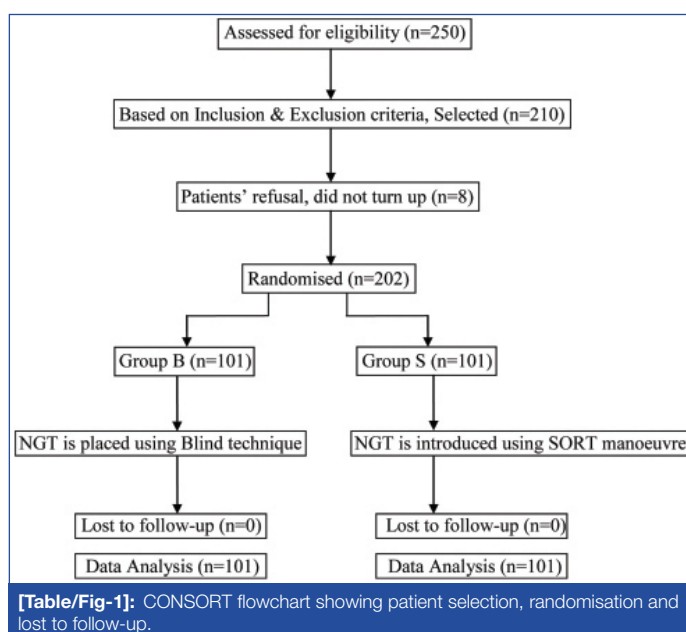 Assessed for eligibility (n=250)
Based on Inclusion & Exclusion criteria, Selected (n=210)
Patients' refusal, did not turn up (n=8)
Randomised (n=202)
Group B (n=101)
Group S (n=101)
NGT is placed using Blind technique
NGT is introduced using SORT manoeuvre
Lost to follow-up (n=0)
Lost to follow-up (n=0)
Data Analysis (n=101)
Data Analysis (n=101)
[Table/Fig-1]: CONSORT flowchart showing patient selection, randomisation and
lost to follow-up.